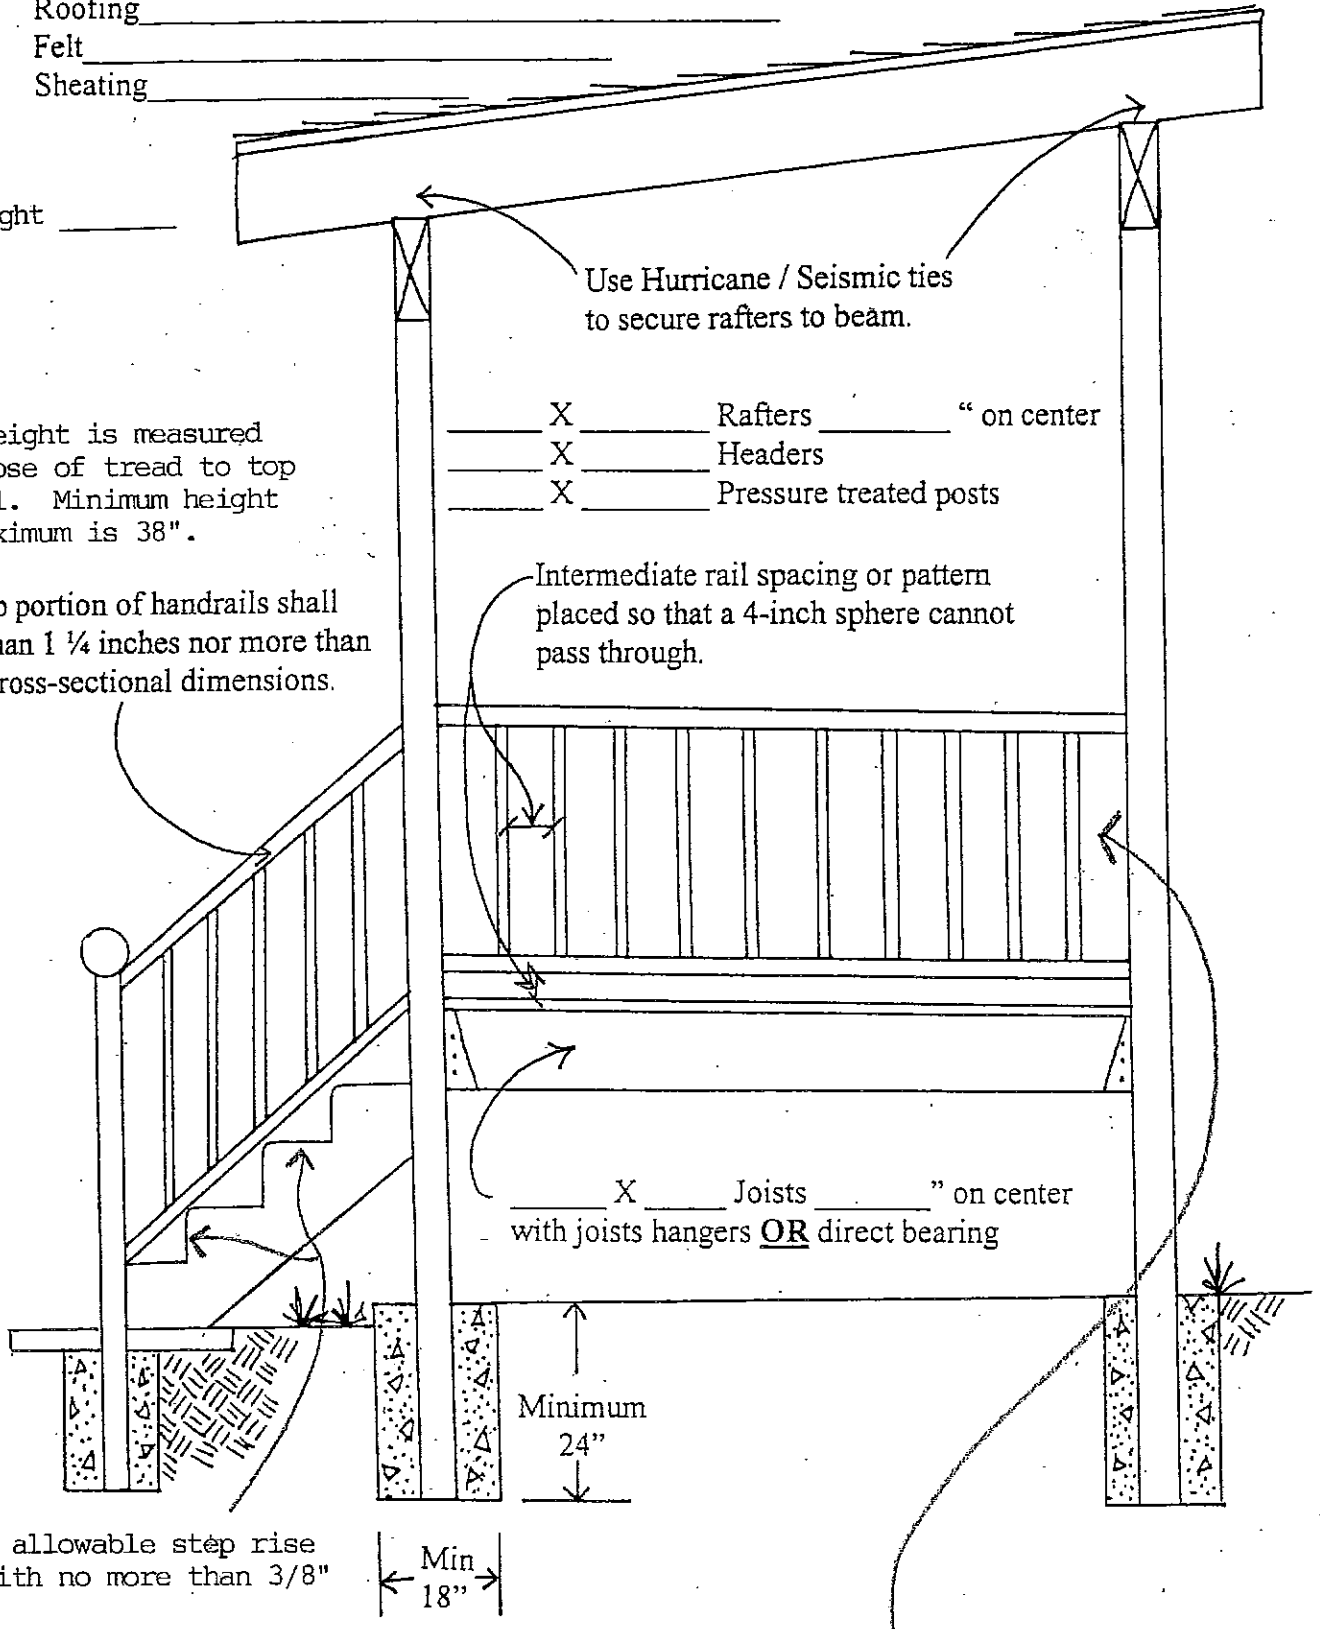 Roofing
Felt
Sheating
ght
Use Hurricane / Seismic ties
to secure rafters to beam.
X Rafters “ on center
X Headers
X Pressure treated posts
eight is measured
ose of tread to top
l. Minimum height
ximum is 38".
Intermediate rail spacing or pattern
placed so that a 4-inch sphere cannot
pass through.
p portion of handrails shall
han 1 ¼ inches nor more than
ross-sectional dimensions.
X Joists ” on center
with joists hangers OR direct bearing
Minimum
24”
allowable step rise
ith no more than 3/8"
Min
18”